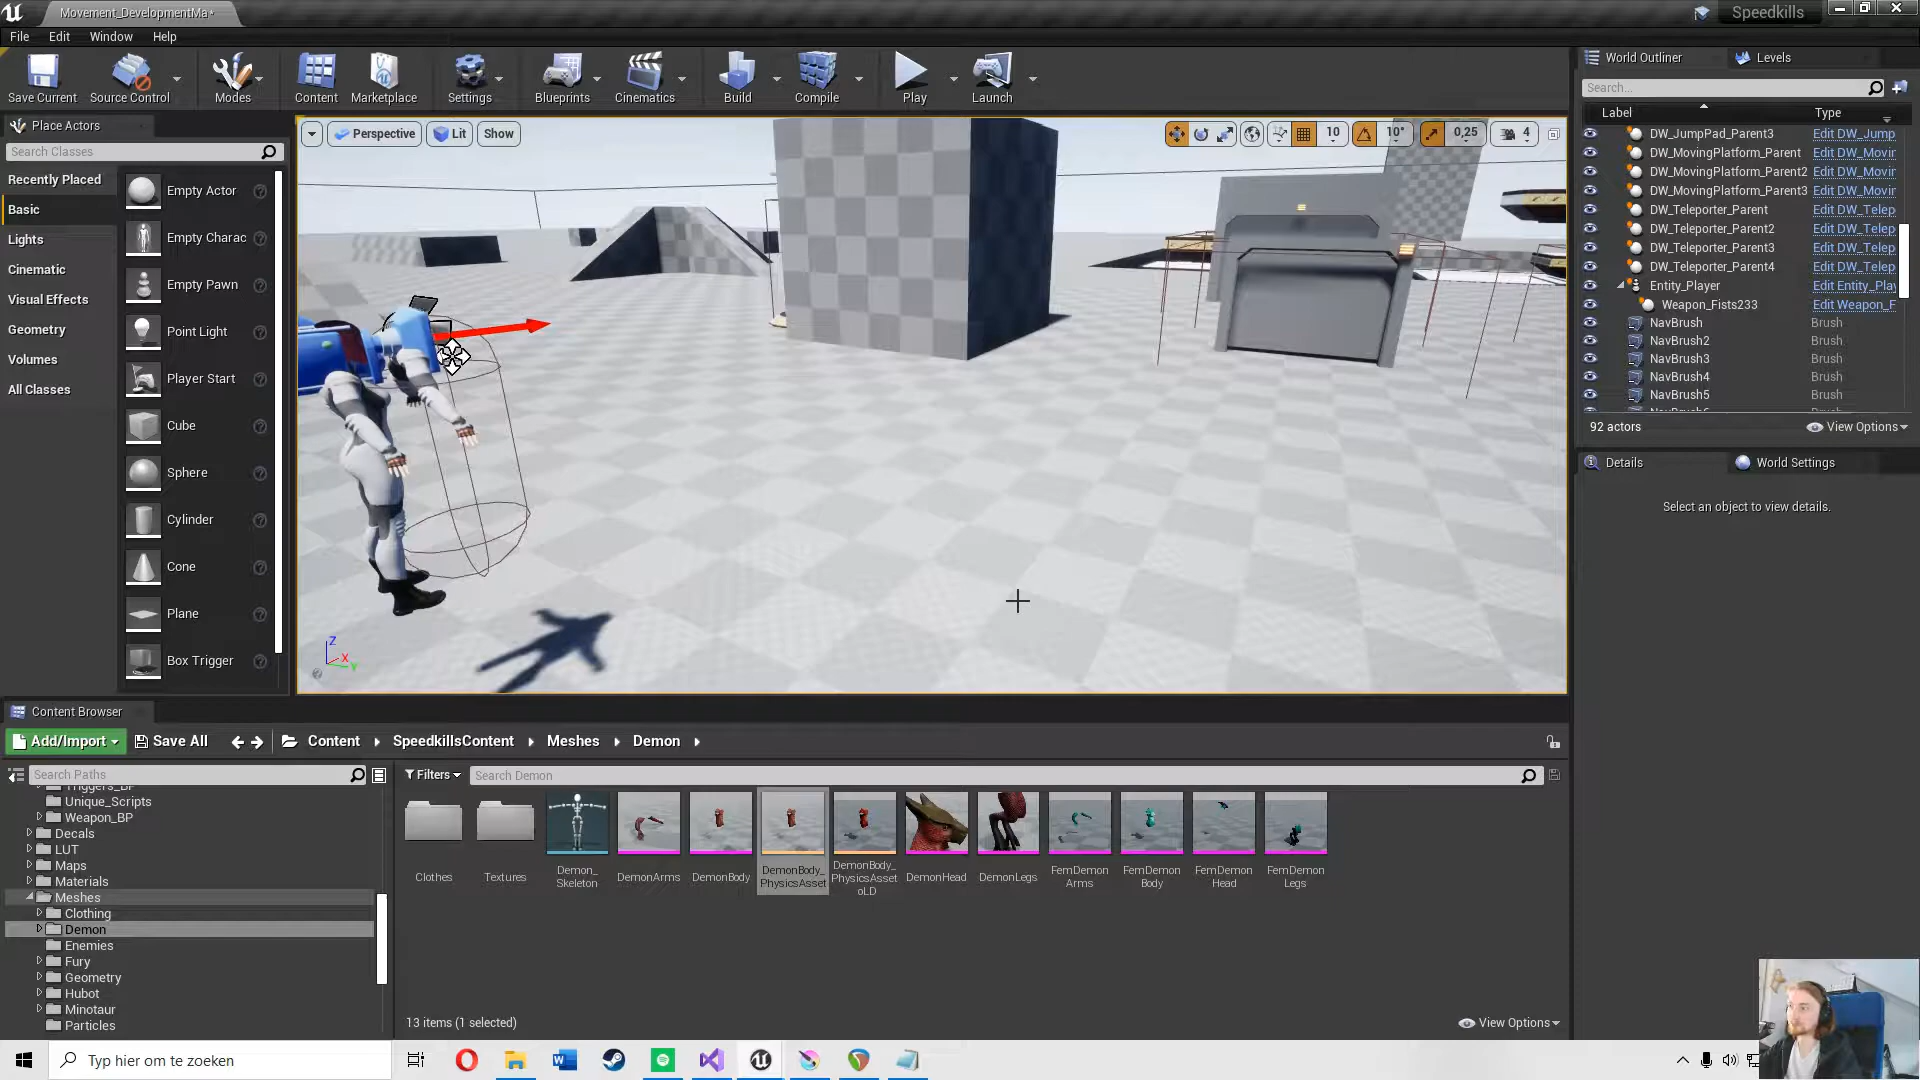 Movement_DevelopmentMa*
Speedkills
File Edit Window Help
Save Current
Source Control
Modes
Content
Marketplace
Settings
Blueprints
Cinematics
Build
Compile
Play
Launch
Place Actors
Search Classes
Recently Placed
Basic
Lights
Cinematic
Visual Effects
Geometry
Volumes
All Classes
Empty Actor
Empty Charac
Empty Pawn
Point Light
Player Start
Cube
Sphere
Cylinder
Cone
Plane
Box Trigger
Perspective Lit Show
10 10° 0,25 4
Z
X
Y
World Outliner Levels
Search...
Label Type
DW_JumpPad_Parent3 Edit DW_Jump
DW_MovingPlatform_Parent Edit DW_Movir
DW_MovingPlatform_Parent2 Edit DW_Movir
DW_MovingPlatform_Parent3 Edit DW_Movir
DW_Teleporter_Parent Edit DW_Telep
DW_Teleporter_Parent2 Edit DW_Telep
DW_Teleporter_Parent3 Edit DW_Telep
DW_Teleporter_Parent4 Edit DW_Telep
Entity_Player Edit Entity_Play
Weapon_Fists233 Edit Weapon_F
NavBrush Brush
NavBrush2 Brush
NavBrush3 Brush
NavBrush4 Brush
NavBrush5 Brush
92 actors View Options
Details World Settings
Select an object to view details.
Content Browser
Add/Import Save All Content SpeedkillsContent Meshes Demon
Search Paths
Filters Search Demon
Triggers_BP
Unique_Scripts
Weapon_BP
Decals
LUT
Maps
Materials
Meshes
Clothing
Demon
Enemies
Fury
Geometry
Hubot
Minotaur
Particles
Clothes
Textures
Demon_
Skeleton
DemonArms
DemonBody
DemonBody_
PhysicsAsset
DemonBody_
PhysicsAsset
oLD
DemonHead
DemonLegs
FemDemon
Arms
FemDemon
Body
FemDemon
Head
FemDemon
Legs
13 items (1 selected) View Options
Typ hier om te zoeken